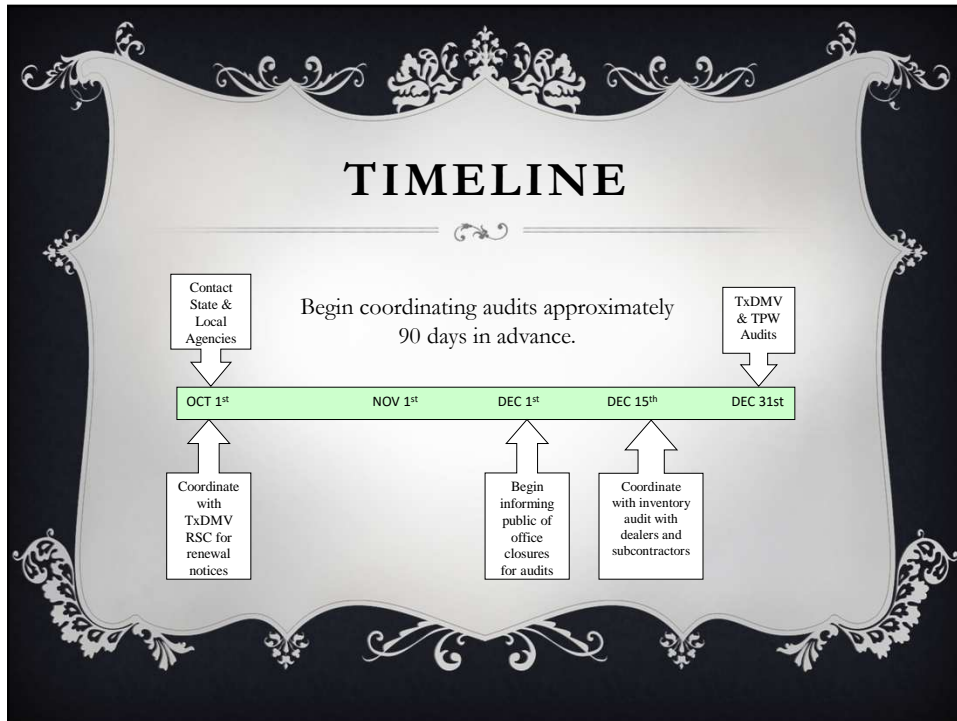 TIMELINE
Contact
State &
Local
Agencies
Begin coordinating audits approximately
90 days in advance.
TxDMV
& TPW
Audits
OCT 1st
NOV 1st
DEC 1st
DEC 15th
DEC 31st
Coordinate
with
TxDMV
RSC for
renewal
notices
Begin
informing
public of
office
closures
for audits
Coordinate
with inventory
audit with
dealers and
subcontractors